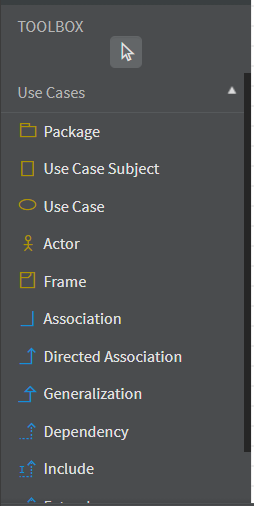 TOOLBOX
Use Cases
Package
Use Case Subject
Use Case
Actor
Frame
Association
Directed Association
Generalization
Dependency
Include